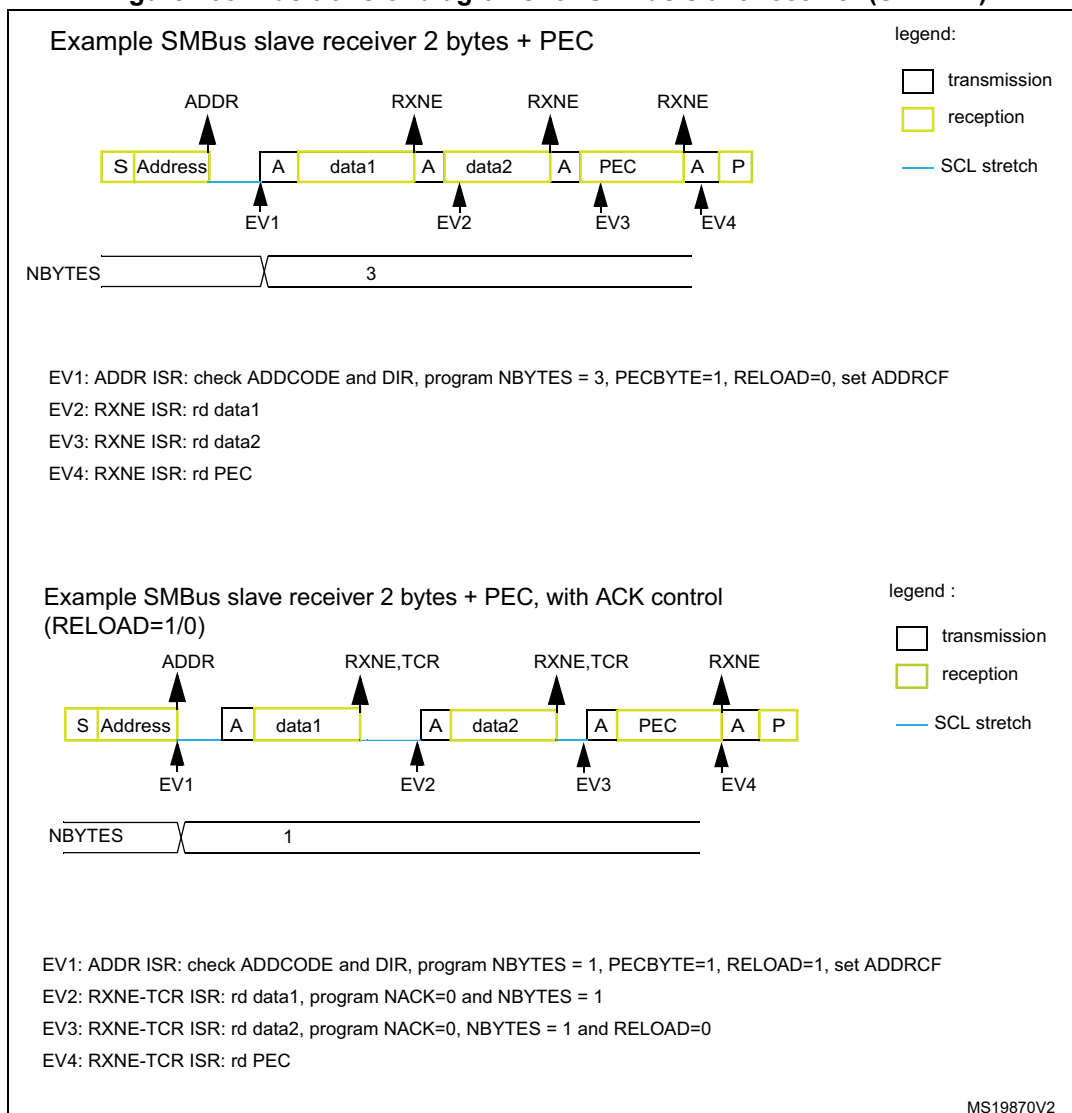 Example SMBus slave receiver 2 bytes + PEC
legend:
transmission
reception
SCL stretch
ADDR RXNE RXNE RXNE
S Address A data1 A data2 A PEC A P
EV1 EV2 EV3 EV4
NBYTES 3
EV1: ADDR ISR: check ADDCODE and DIR, program NBYTES = 3, PECBYTE=1, RELOAD=0, set ADDRCF
EV2: RXNE ISR: rd data1
EV3: RXNE ISR: rd data2
EV4: RXNE ISR: rd PEC
Example SMBus slave receiver 2 bytes + PEC, with ACK control
(RELOAD=1/0)
legend :
transmission
reception
SCL stretch
ADDR RXNE,TCR RXNE,TCR RXNE
S Address A data1 A data2 A PEC A P
EV1 EV2 EV3 EV4
NBYTES 1
EV1: ADDR ISR: check ADDCODE and DIR, program NBYTES = 1, PECBYTE=1, RELOAD=1, set ADDRCF
EV2: RXNE-TCR ISR: rd data1, program NACK=0 and NBYTES = 1
EV3: RXNE-TCR ISR: rd data2, program NACK=0, NBYTES = 1 and RELOAD=0
EV4: RXNE-TCR ISR: rd PEC
MS19870V2